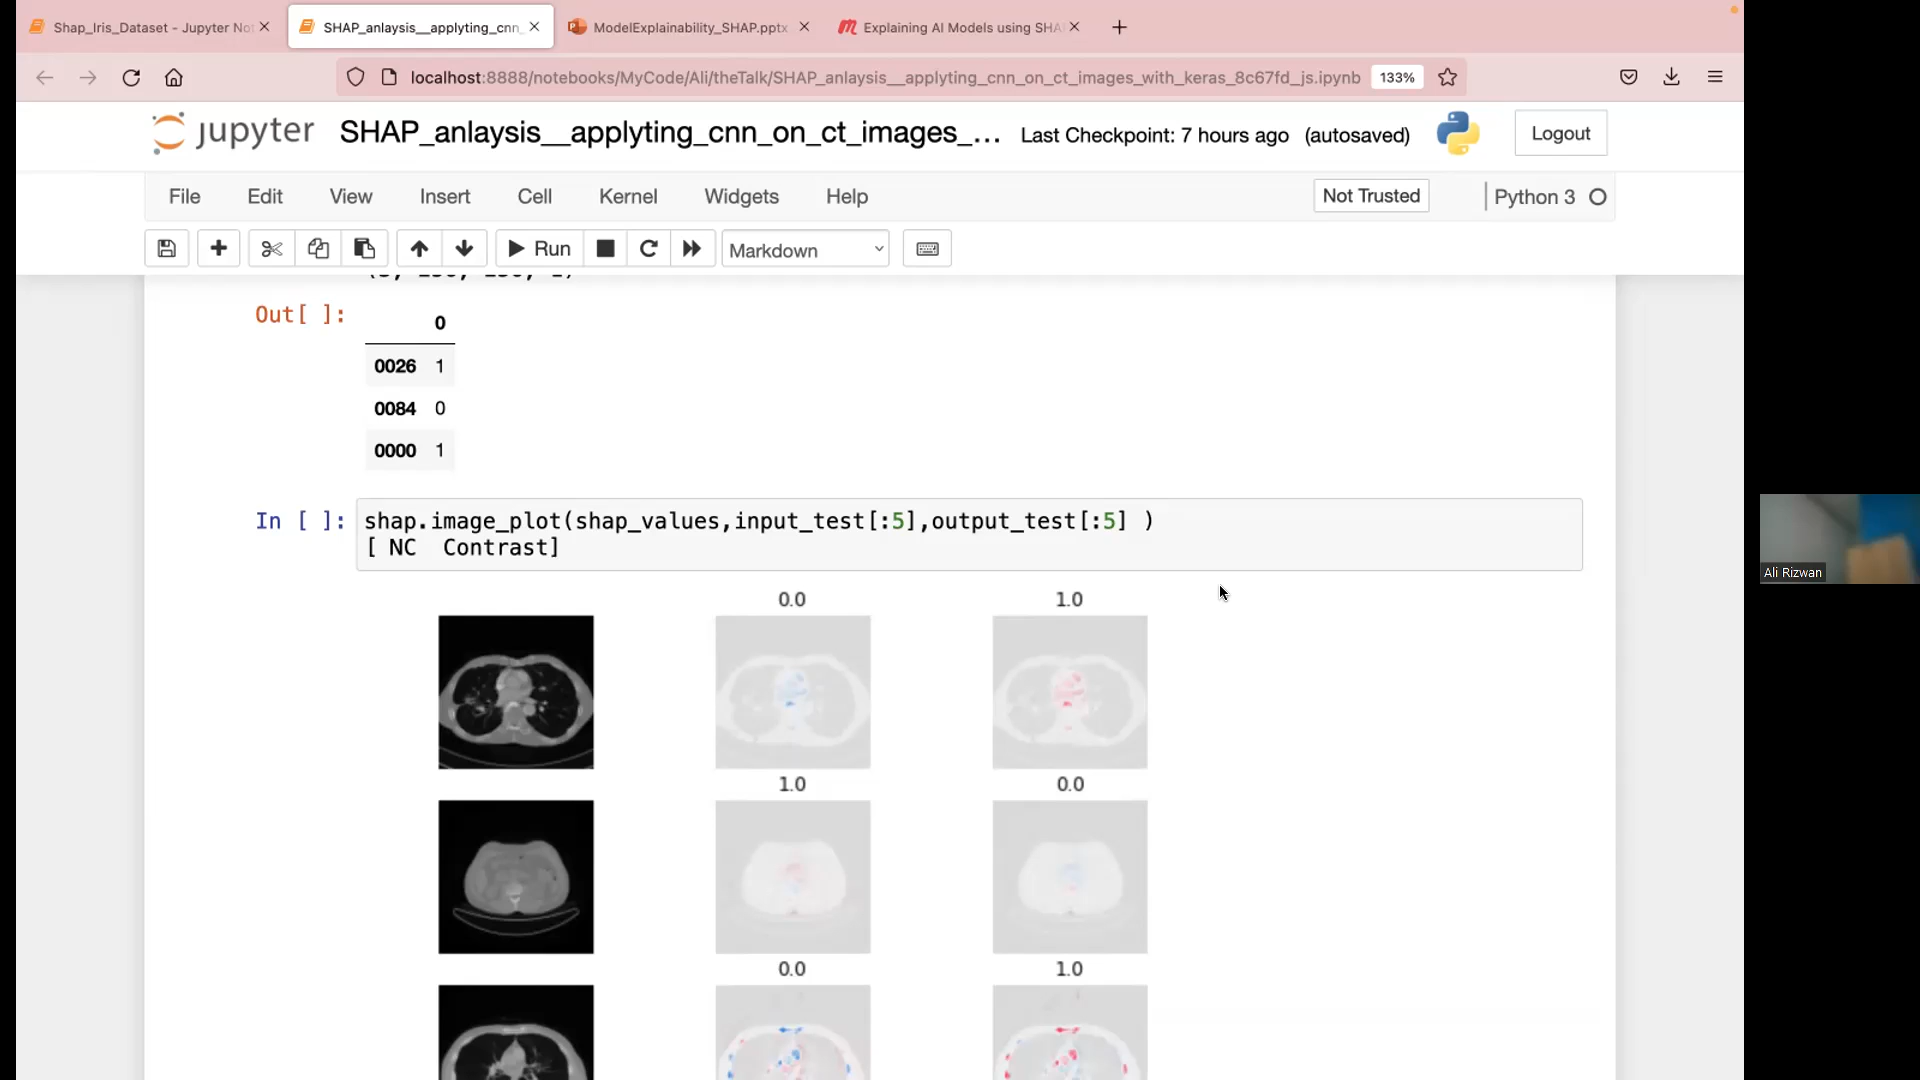 Shap_Iris_Dataset - Jupyter No
SHAP_anlaysis__applyting_cnn_
ModelExplainability_SHAP.pptx
Explaining AI Models using SHA
localhost:8888/notebooks/MyCode/Ali/theTalk/SHAP_anlaysis__applyting_cnn_on_ct_images_with_keras_8c67fd_js.ipynb
133%
jupyter
SHAP_anlaysis__applyting_cnn_on_ct_images_...
Last Checkpoint: 7 hours ago (autosaved)
Logout
File Edit View Insert Cell Kernel Widgets Help
Not Trusted
Python 3
Run
Markdown
Out[ ]:
0
0026 1
0084 0
0000 1
In [ ]:
shap.image_plot(shap_values,input_test[:5],output_test[:5] )
[ NC  Contrast]
0.0 1.0
1.0 0.0
0.0 1.0
Ali Rizwan